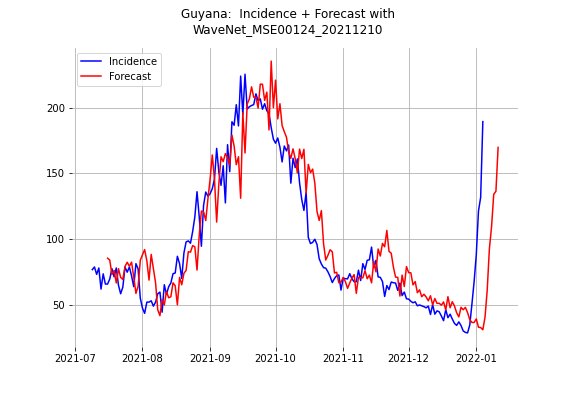 Guyana:  Incidence + Forecast with
WaveNet_MSE00124_20211210
Incidence
Forecast
200
150
100
50
2021-07
2021-08
2021-09
2021-10
2021-11
2021-12
2022-01